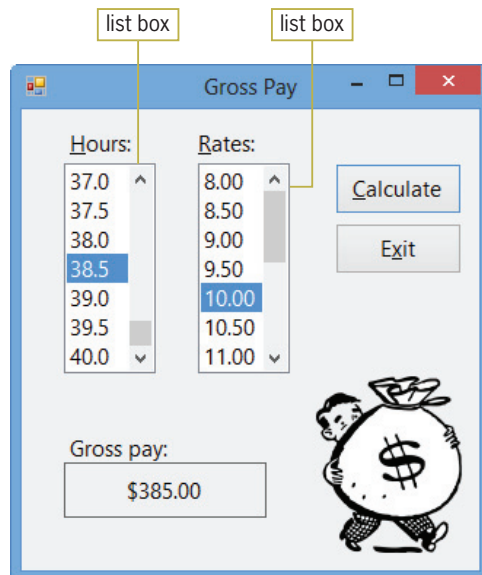 list box
list box
Gross Pay
Hours:
Rates:
37.0
37.5
38.0
38.5
39.0
39.5
40.0
8.00
8.50
9.00
9.50
10.00
10.50
11.00
Calculate
Exit
Gross pay:
$385.00
$